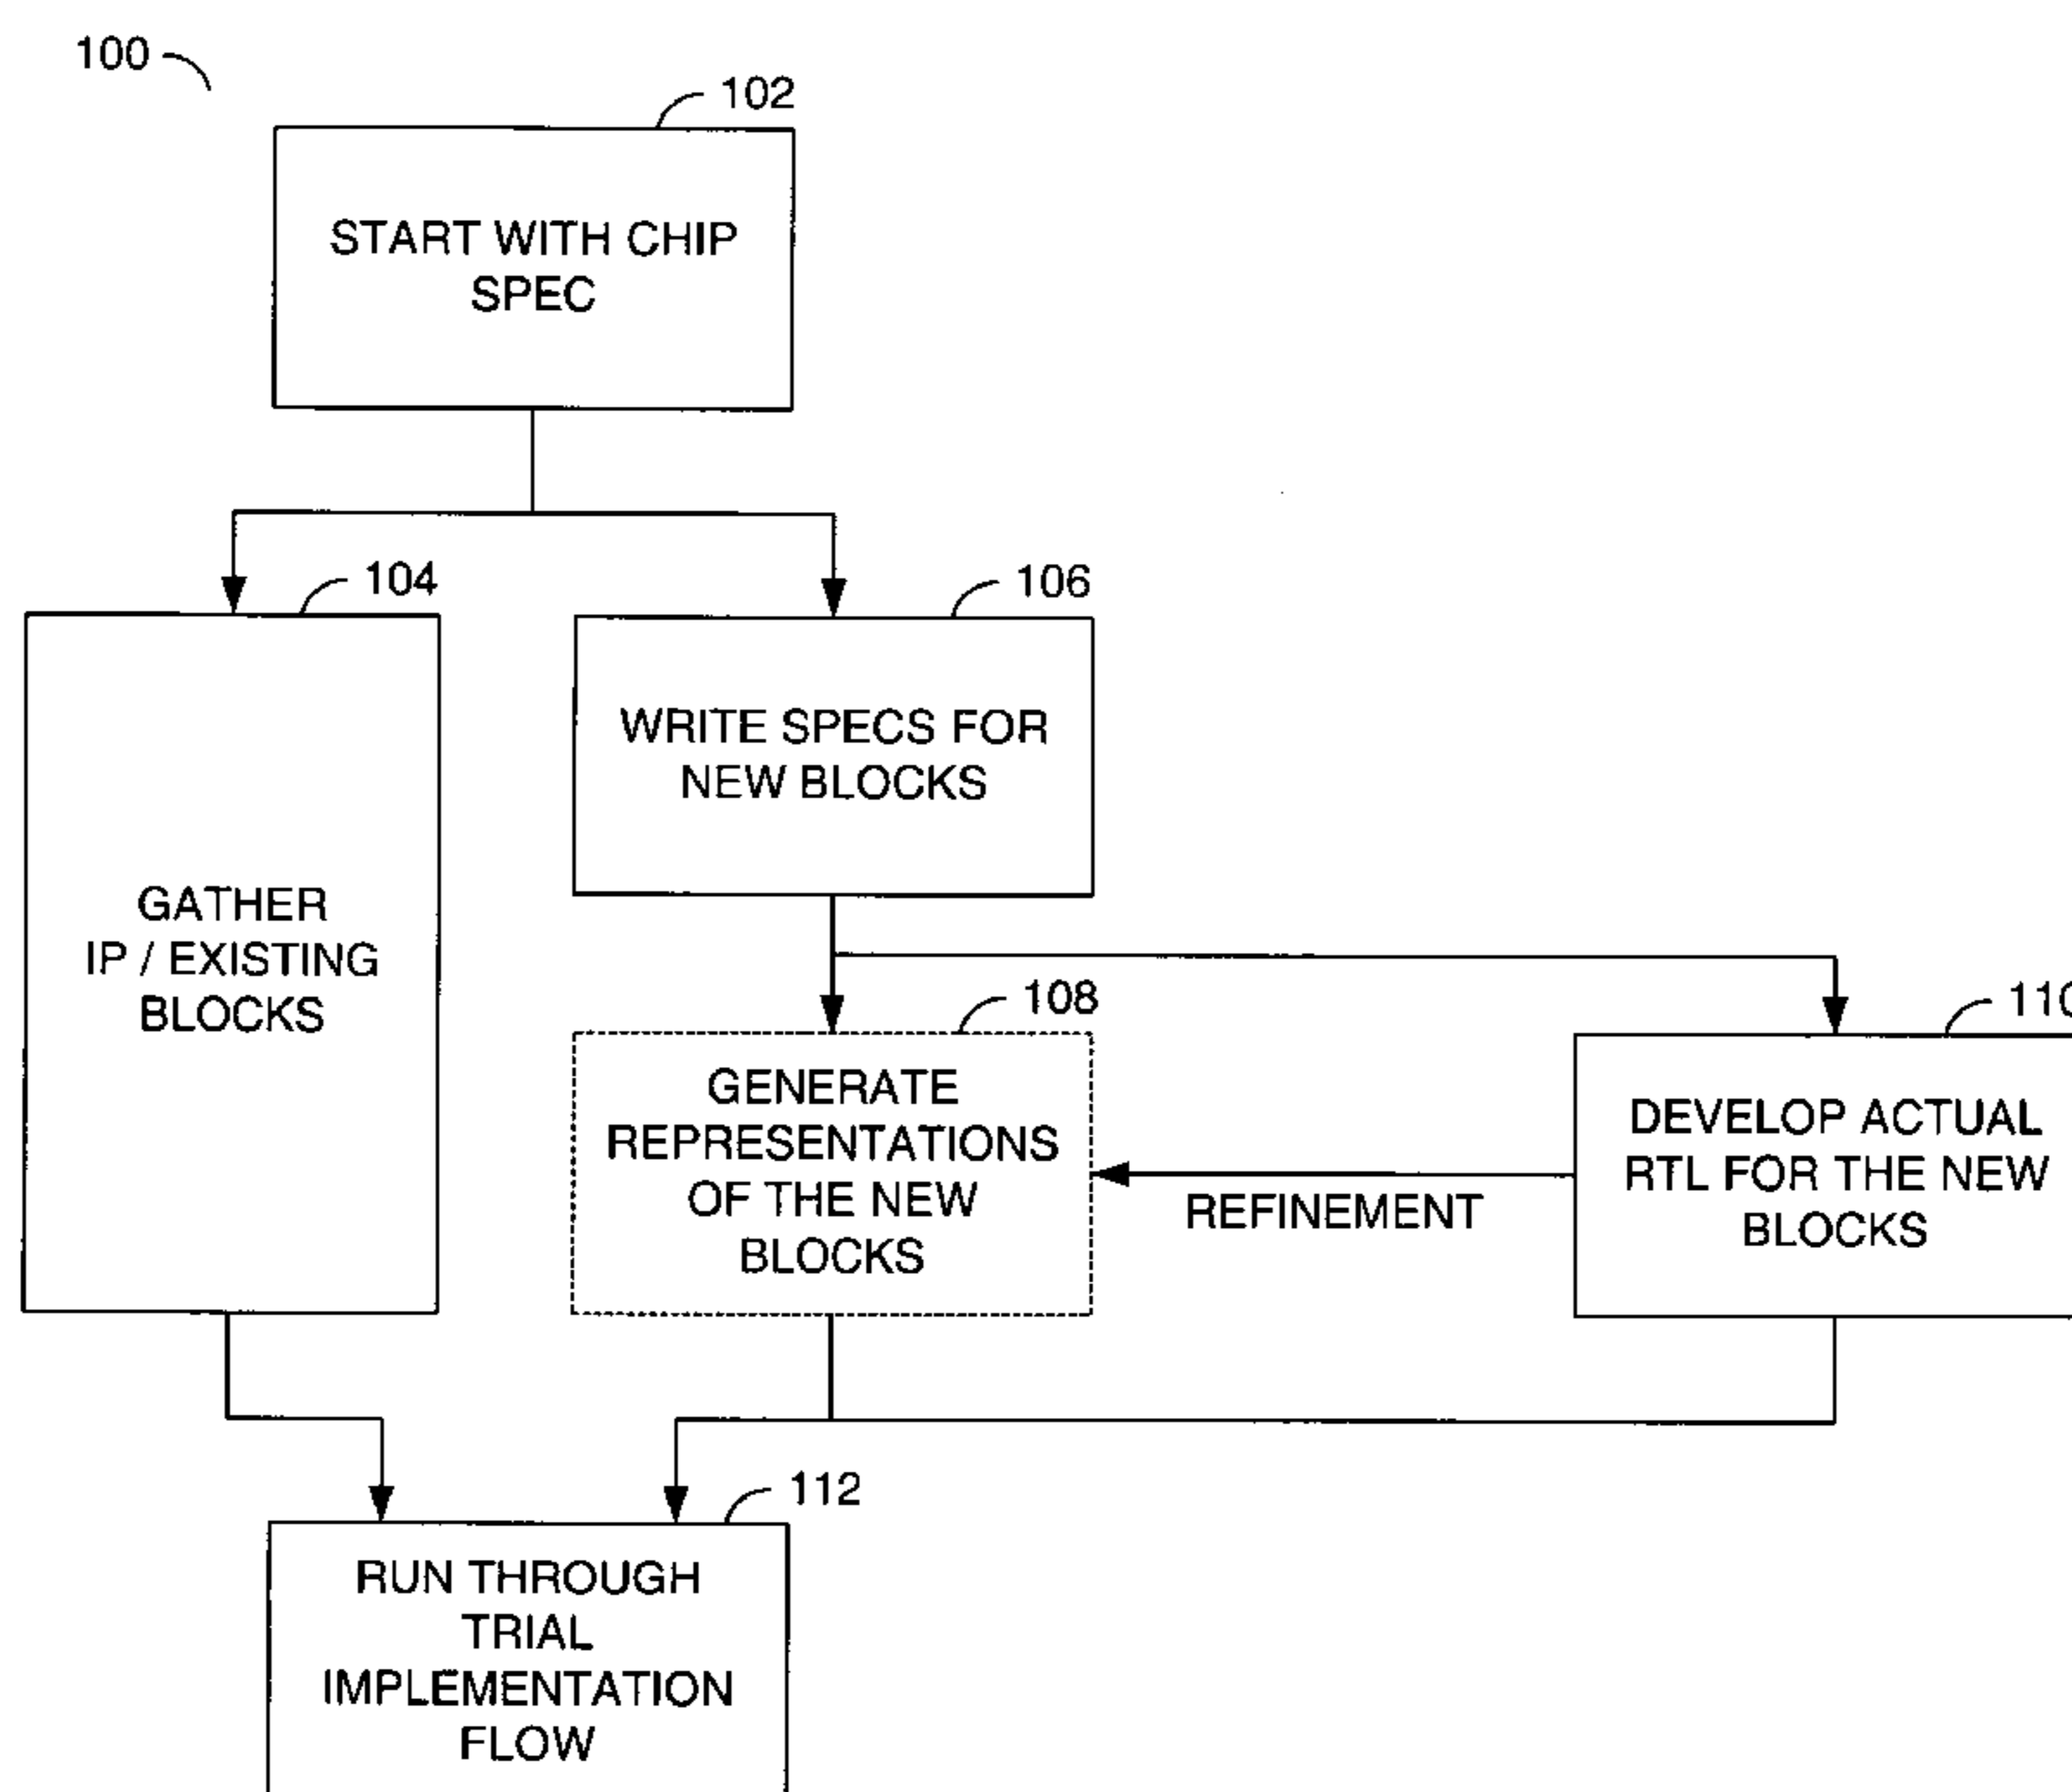 100
102
START WITH CHIP
SPEC
104
106
GATHER
IP / EXISTING
BLOCKS
WRITE SPECS FOR
NEW BLOCKS
108
110
GENERATE
REPRESENTATIONS
OF THE NEW
BLOCKS
REFINEMENT
DEVELOP ACTUAL
RTL FOR THE NEW
BLOCKS
112
RUN THROUGH
TRIAL
IMPLEMENTATION
FLOW